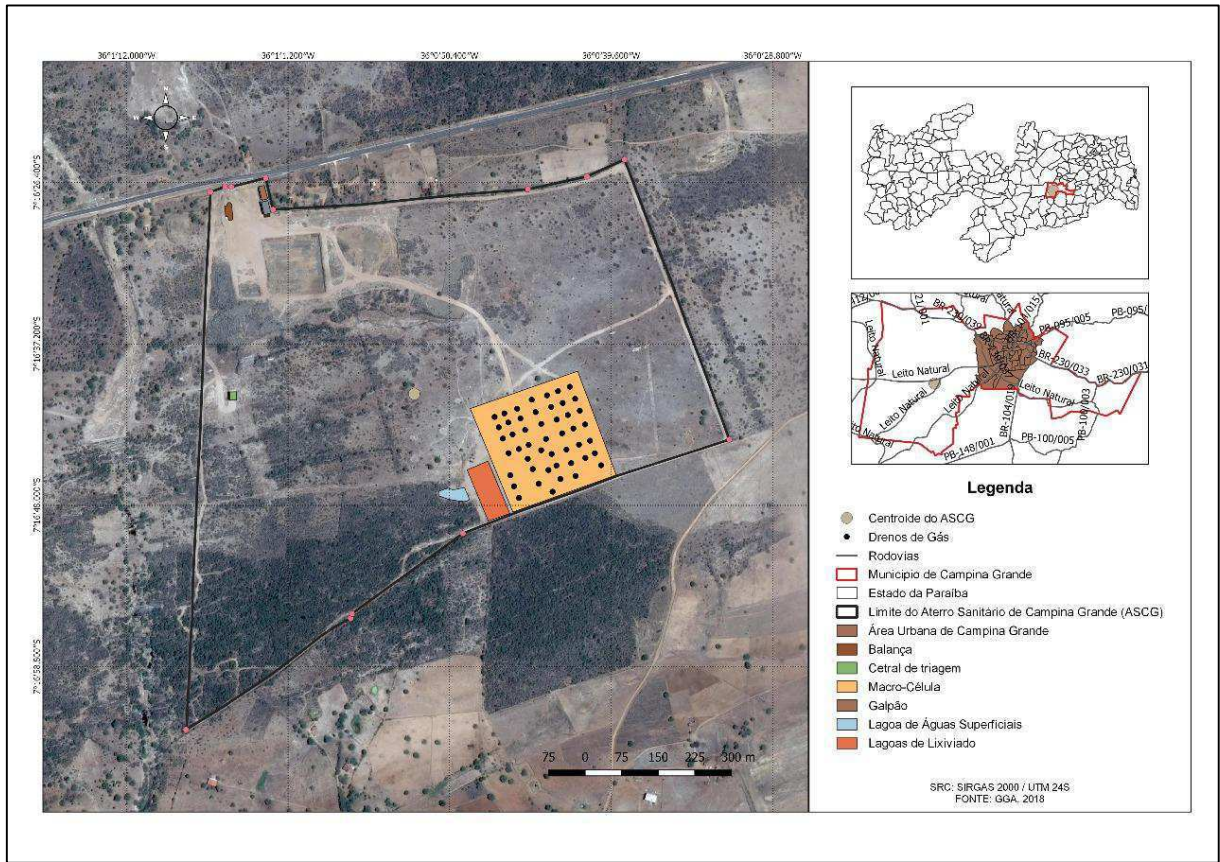 36°1'12.000"W 36°1'1.200"W 36°0'50.400"W 36°0'39.600"W 36°0'28.800"W
N
7°16'26.400"S
7°16'37.200"S
7°16'48.000"S
7°16'58.800"S
75 0 75 150 225 300 m
BR-230/039
PB-095/005
PB-095/
BR-230/033
BR-230/031
Leito Natural
Leito Natural
Leito Natural
Leito Natural
Leito Natural
BR-104/01
PB-100/003
PB-100/005
PB-148/001
Legenda
Centroide do ASCG
Drenos de Gás
Rodovias
Municipio de Campina Grande
Estado da Paraíba
Limite do Aterro Sanitário de Campina Grande (ASCG)
Área Urbana de Campina Grande
Balança
Cetral de triagem
Macro-Célula
Galpão
Lagoa de Águas Superficiais
Lagoas de Lixiviado
SRC: SIRGAS 2000 / UTM 24S
FONTE: GGA, 2018